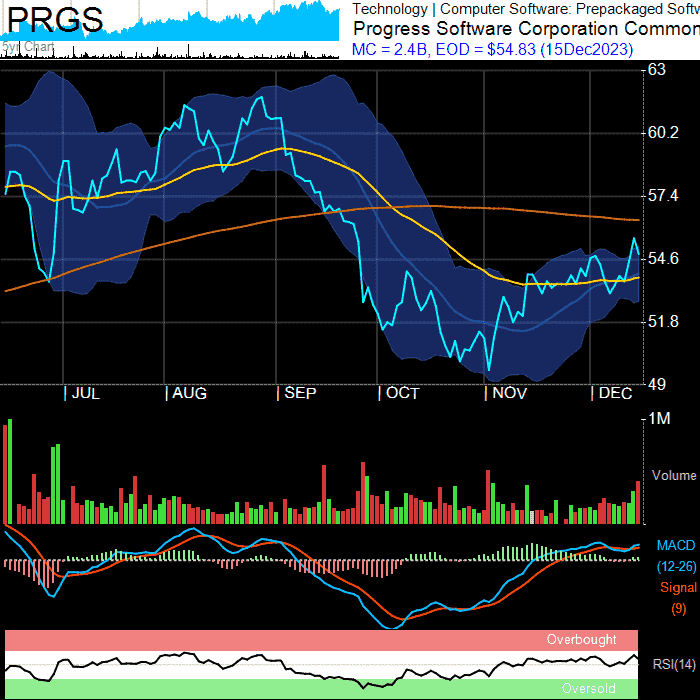 PRGS
5yr Chart
Technology | Computer Software: Prepackaged Softw
Progress Software Corporation Common
MC = 2.4B, EOD = $54.83 (15Dec2023)
63
60.2
57.4
54.6
51.8
49
| JUL | AUG | SEP | OCT | NOV | DEC
1M
Volume
MACD
(12-26)
Signal
(9)
Overbought
RSI(14)
Oversold